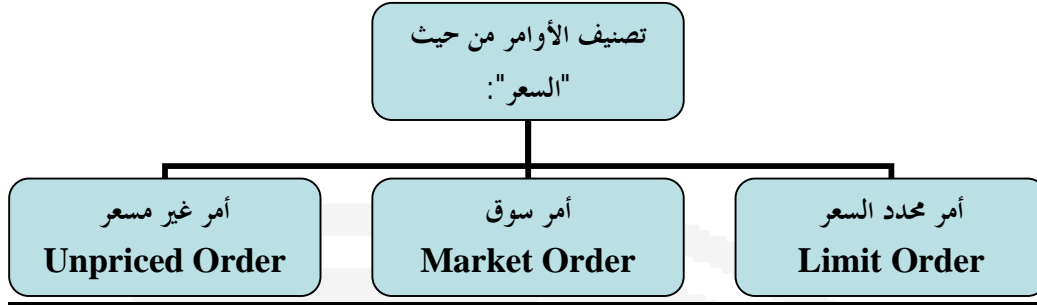 تصنيف الأوامر من حيث
"السعر":
أمر محدد السعر
Limit Order
أمر سوق
Market Order
أمر غير مسعر
Unpriced Order